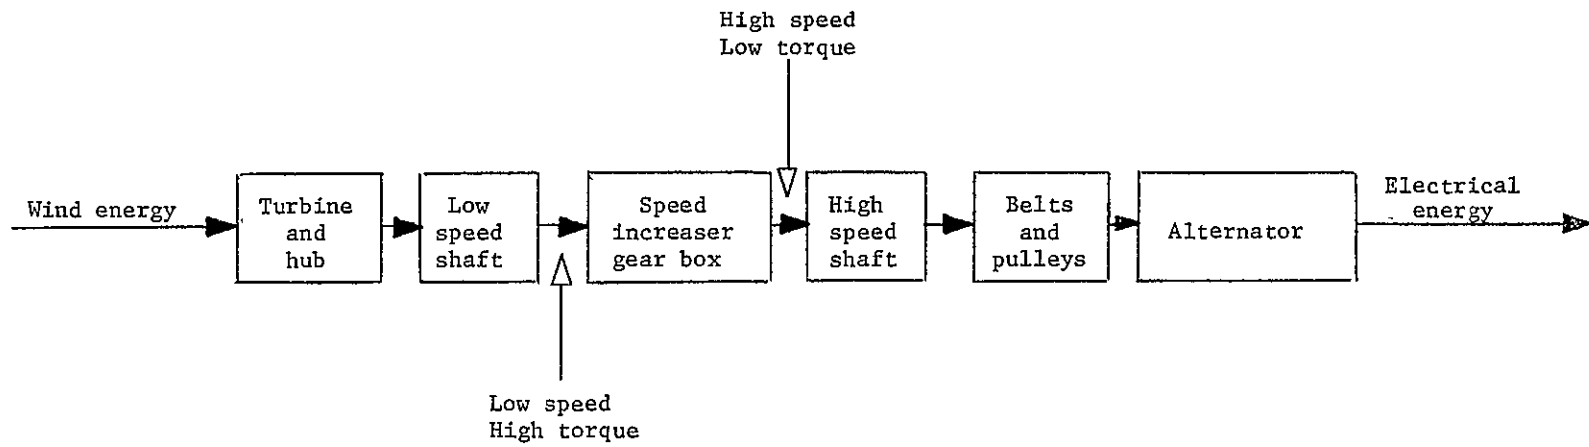 High speed
Low torque
Wind energy
Turbine
and
hub
Low
speed
shaft
Speed
increaser
gear box
High
speed
shaft
Belts
and
pulleys
Alternator
Electrical
energy
Low speed
High torque